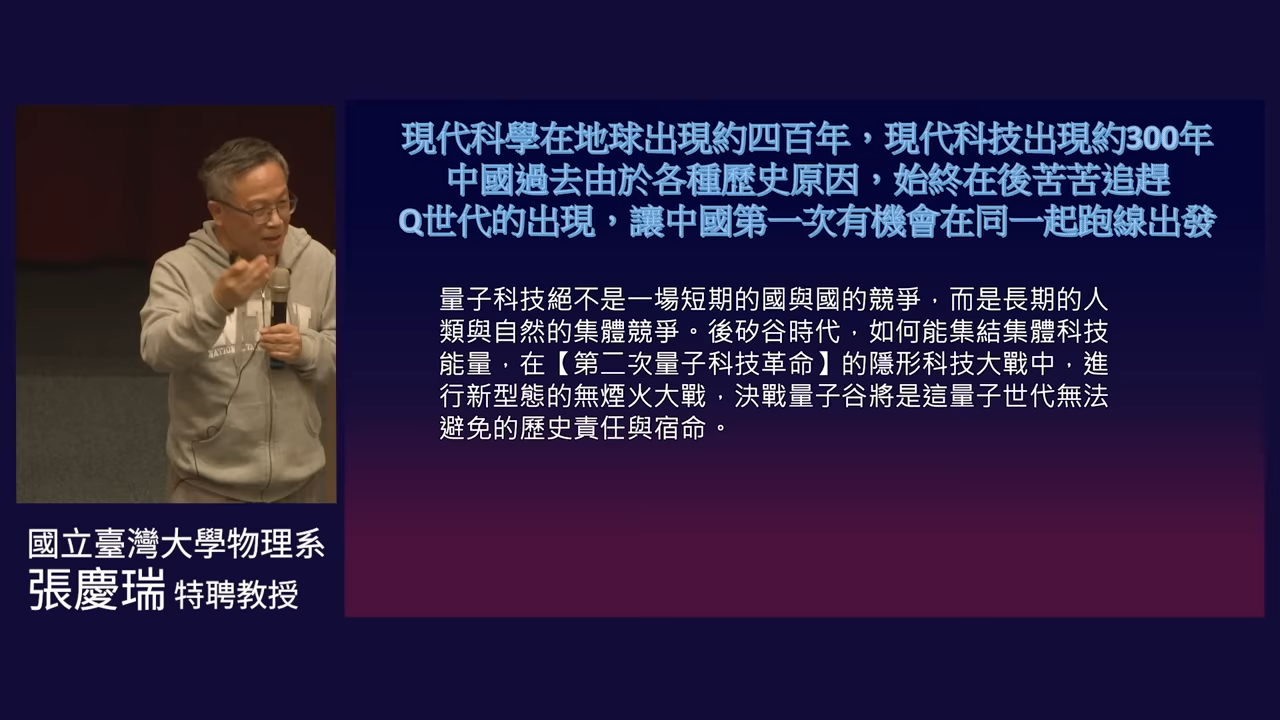 現代科學在地球出現約四百年，現代科技出現約300年
中國過去由於各種歷史原因，始終在後苦苦追趕
Q世代的出現，讓中國第一次有機會在同一起跑線出發
量子科技絕不是一場短期的國與國的競爭，而是長期的人
類與自然的集體競爭。後矽谷時代，如何能集結集體科技
能量，在【第二次量子科技革命】的隱形科技大戰中，進
行新型態的無煙火大戰，決戰量子谷將是這量子世代無法
避免的歷史責任與宿命。
國立臺灣大學物理系
張慶瑞 特聘教授